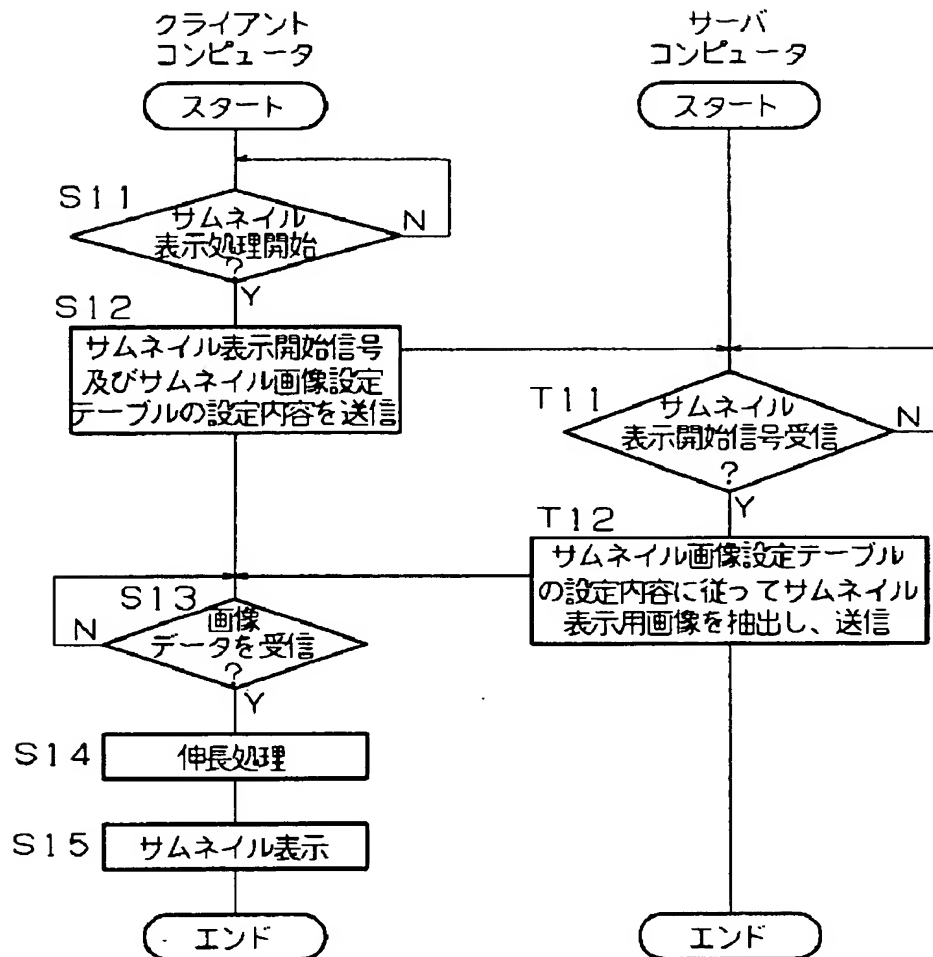 クライアント
コンピュータ
スタート
S11
サムネイル
表示処理開始
?
N
Y
S12
サムネイル表示開始信号
及びサムネイル画像設定
テーブルの設定内容を送信
S13
画像
データを受信
?
N
Y
S14
伸長処理
S15
サムネイル表示
エンド
サーバ
コンピュータ
スタート
T11
サムネイル
表示開始信号受信
?
N
Y
T12
サムネイル画像設定テーブル
の設定内容に従ってサムネイル
表示用画像を抽出し、送信
エンド